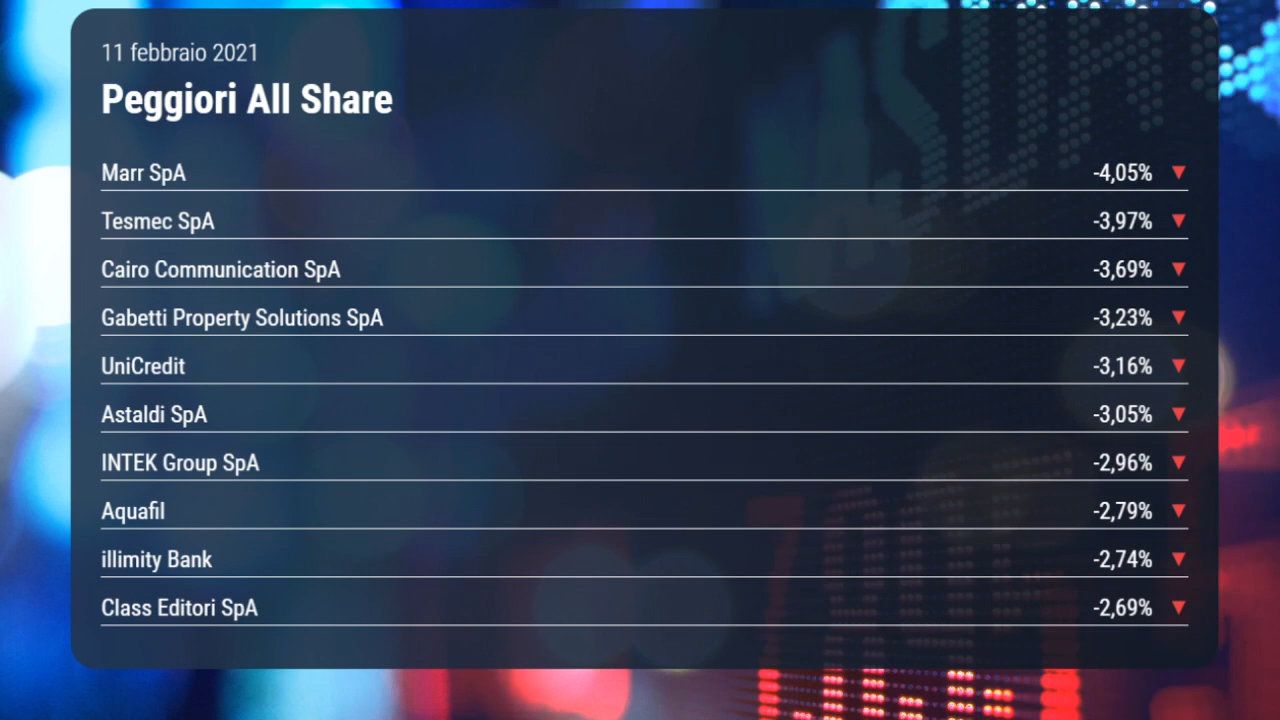 11 febbraio 2021
Peggiori All Share
Marr SpA -4,05% ▼
Tesmec SpA -3,97% ▼
Cairo Communication SpA -3,69% ▼
Gabetti Property Solutions SpA -3,23% ▼
UniCredit -3,16% ▼
Astaldi SpA -3,05% ▼
INTEK Group SpA -2,96% ▼
Aquafil -2,79% ▼
illimity Bank -2,74% ▼
Class Editori SpA -2,69% ▼